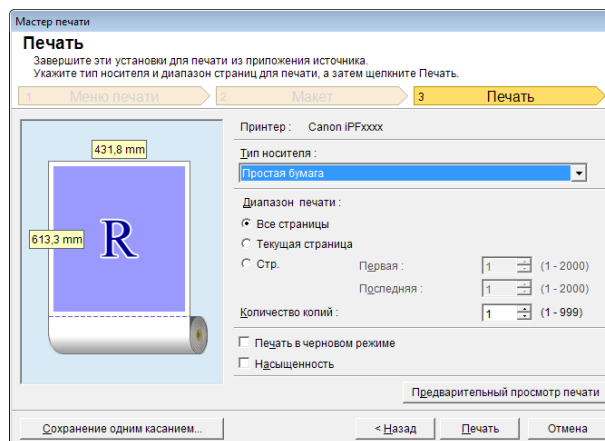 Мастер печати
Печать
Завершите эти установки для печати из приложения источника.
Укажите тип носителя и диапазон страниц для печати, а затем щелкните Печать.
1 Меню печати 2 Макет 3 Печать
Принтер : Canon iPFxxxx
431,8 mm
Тип носителя :
Простая бумага
Диапазон печати :
Все страницы
R
613,3 mm
Текущая страница
Стр. Первая : 1 (1 - 2000)
Последняя : 1 (1 - 2000)
Количество копий : 1 (1 - 999)
Печать в черновом режиме
Насыщенность
Предварительный просмотр печати
Сохранение одним касанием... < Назад Печать Отмена